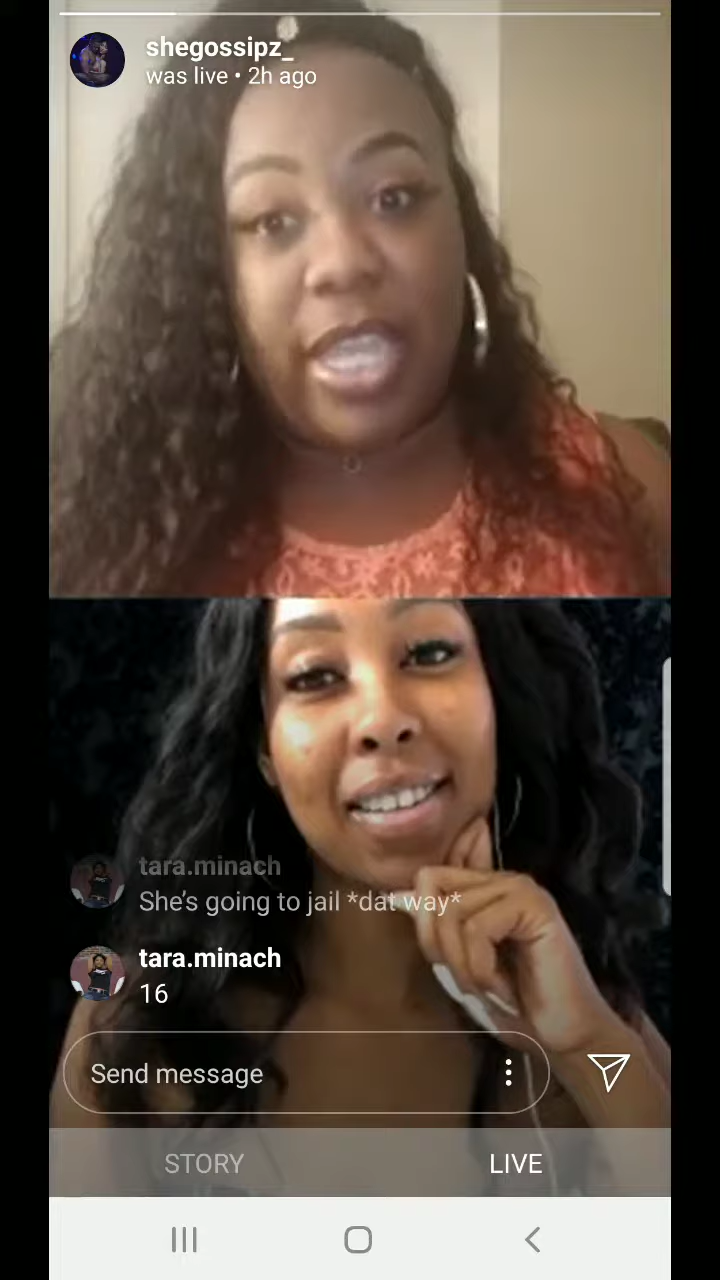 shegossipz_
was live • 2h ago
tara.minach
She's going to jail *dat way*
tara.minach
16
Send message
STORY
LIVE